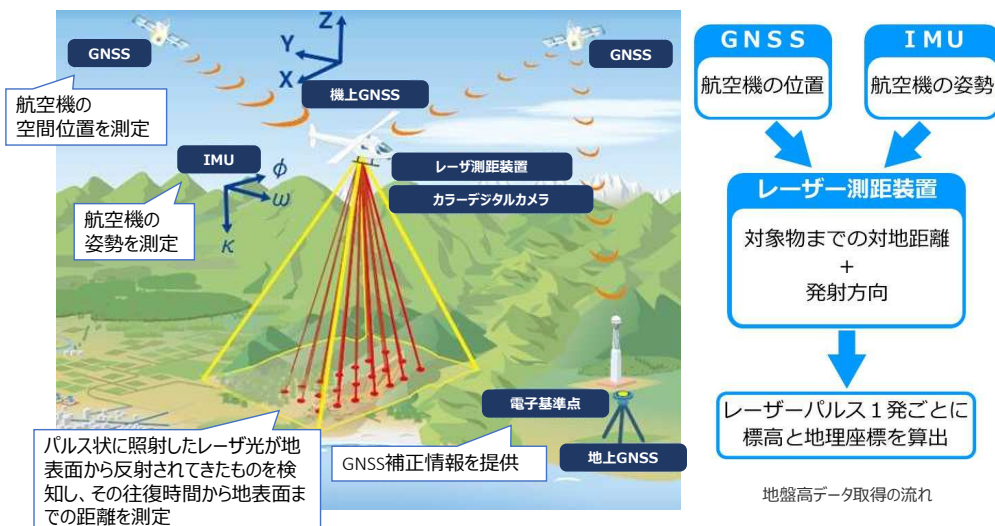 GNSS
航空機の
空間位置を測定
Z
Y
X
機上GNSS
GNSS
IMU
φ
ω
κ
航空機の
姿勢を測定
レーザ測距装置
カラーデジタルカメラ
電子基準点
地上GNSS
GNSS補正情報を提供
パルス状に照射したレーザ光が地
表面から反射されてきたものを検
知し、その往復時間から地表面ま
での距離を測定
GNSS
航空機の位置
IMU
航空機の姿勢
レーザー測距装置
対象物までの対地距離
+
発射方向
レーザーパルス1発ごとに
標高と地理座標を算出
地盤高データ取得の流れ